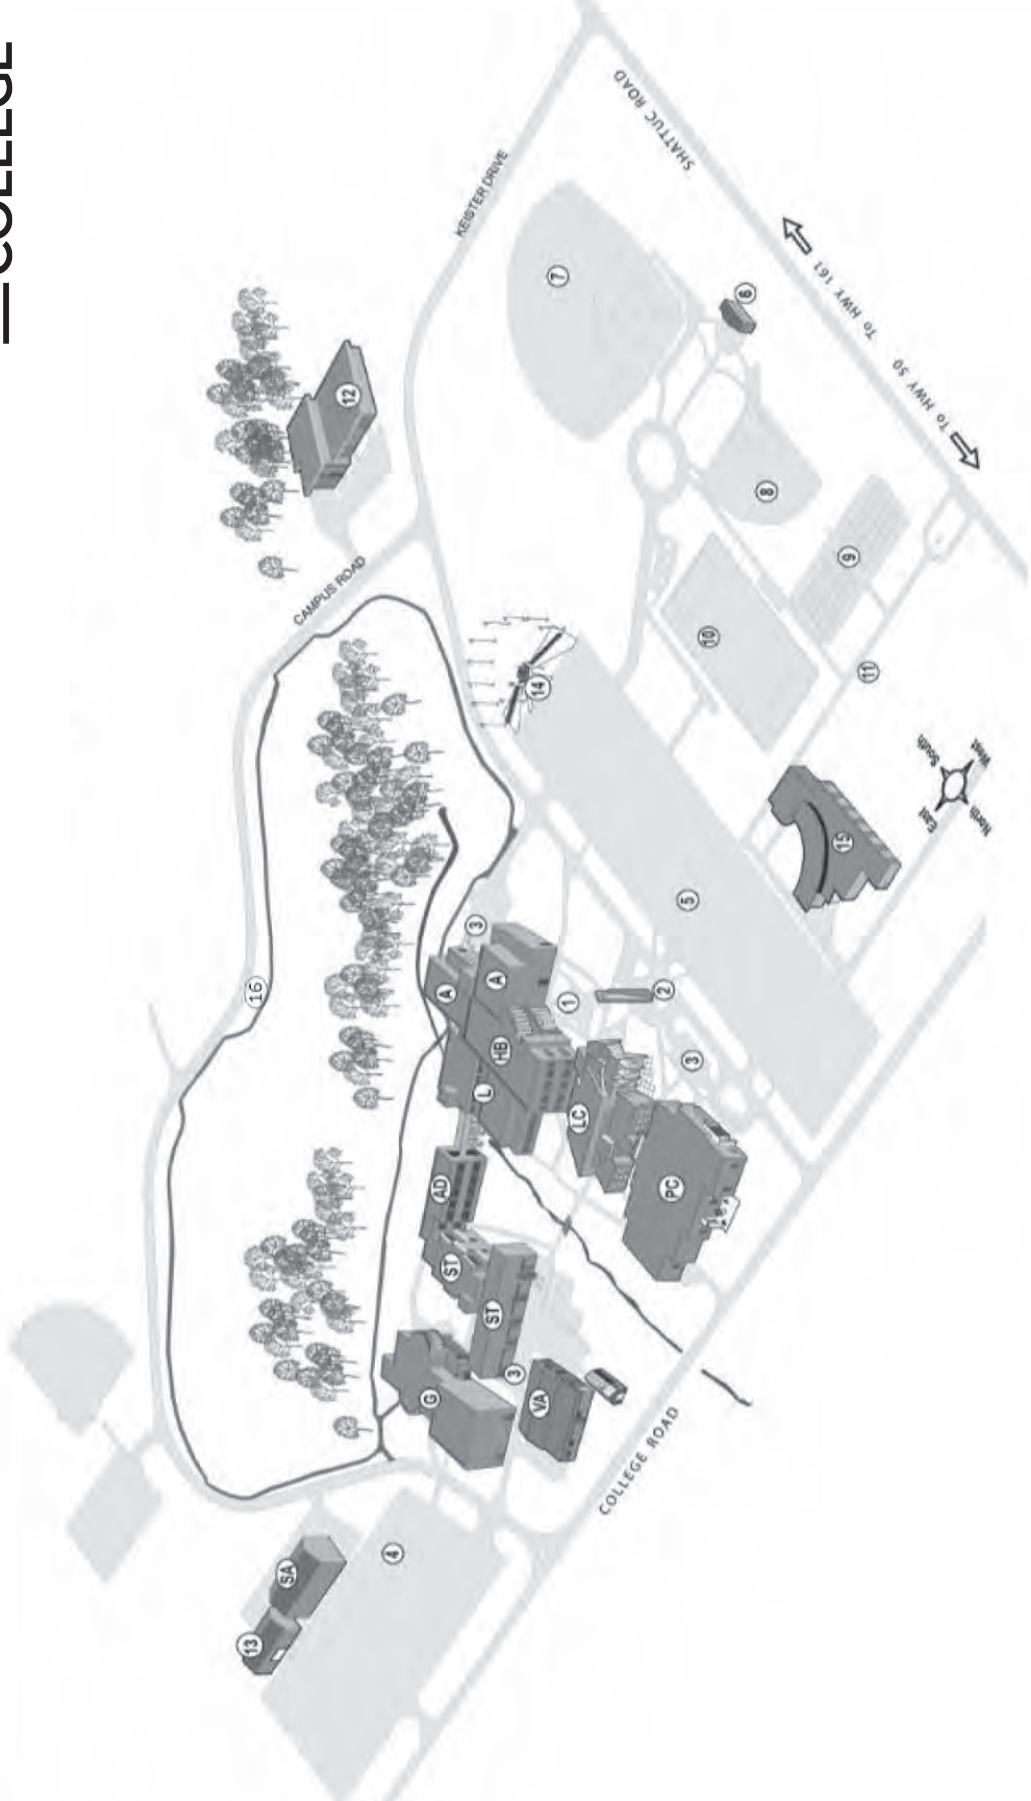 COLLEGE
SHATTUC ROAD
KEISTER DRIVE
7
6
To HWY 161
To HWY 50
12
8
9
CAMPUS ROAD
10
11
14
South
West
East
North
15
5
3
16
A
A
1
2
HB
L
LC
3
PC
AD
ST
ST
G
3
VA
COLLEGE ROAD
4
SA
13